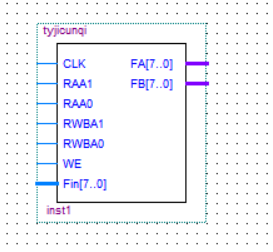 tyjicunqi
CLK FA[7..0]
RAA1 FB[7..0]
RAA0
RWBA1
RWBA0
WE
Fin[7..0]
inst1